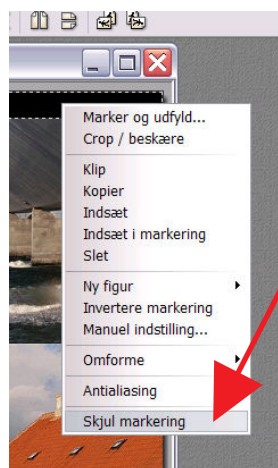 Marker og udfyld...
Crop / beskære
Klip
Kopier
Indsæt
Indsæt i markering
Slet
Ny figur
Invertere markering
Manuel indstilling...
Omforme
Antialiasing
Skjul markering